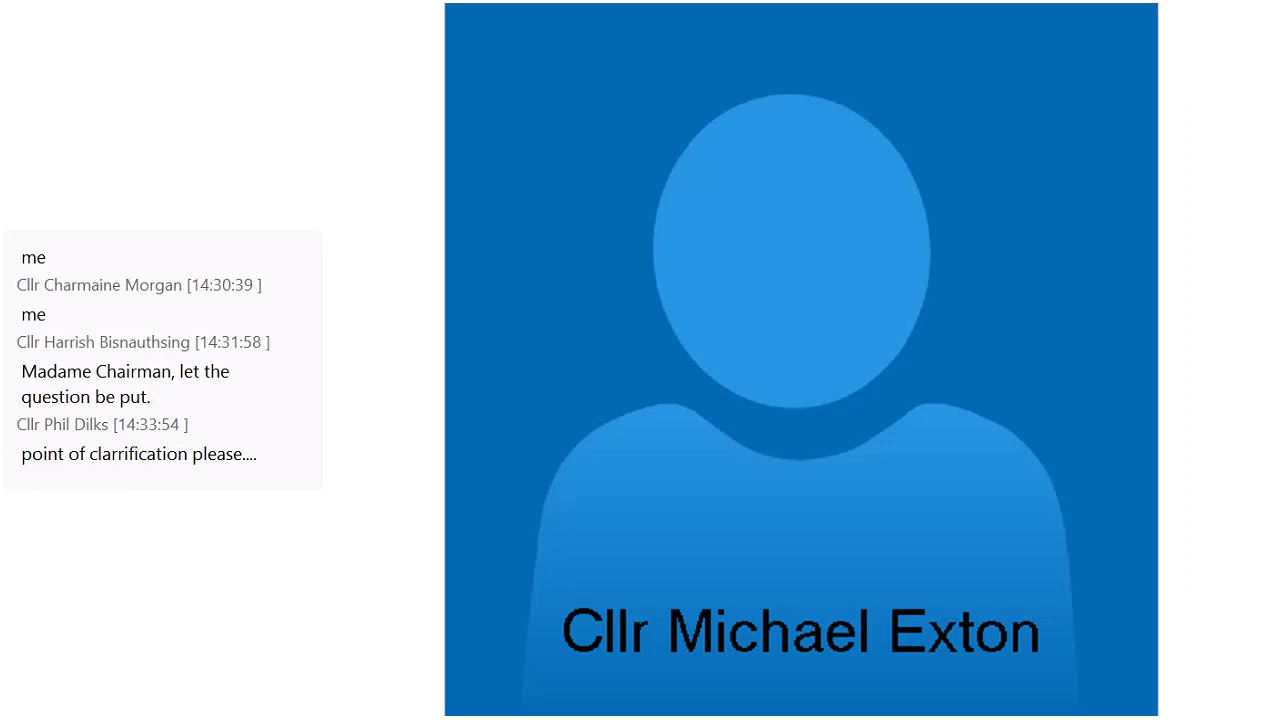 me
Cllr Charmaine Morgan [14:30:39 ]
me
Cllr Harrish Bisnauthsing [14:31:58 ]
Madame Chairman, let the
question be put.
Cllr Phil Dilks [14:33:54 ]
point of clarrification please....
Cllr Michael Exton